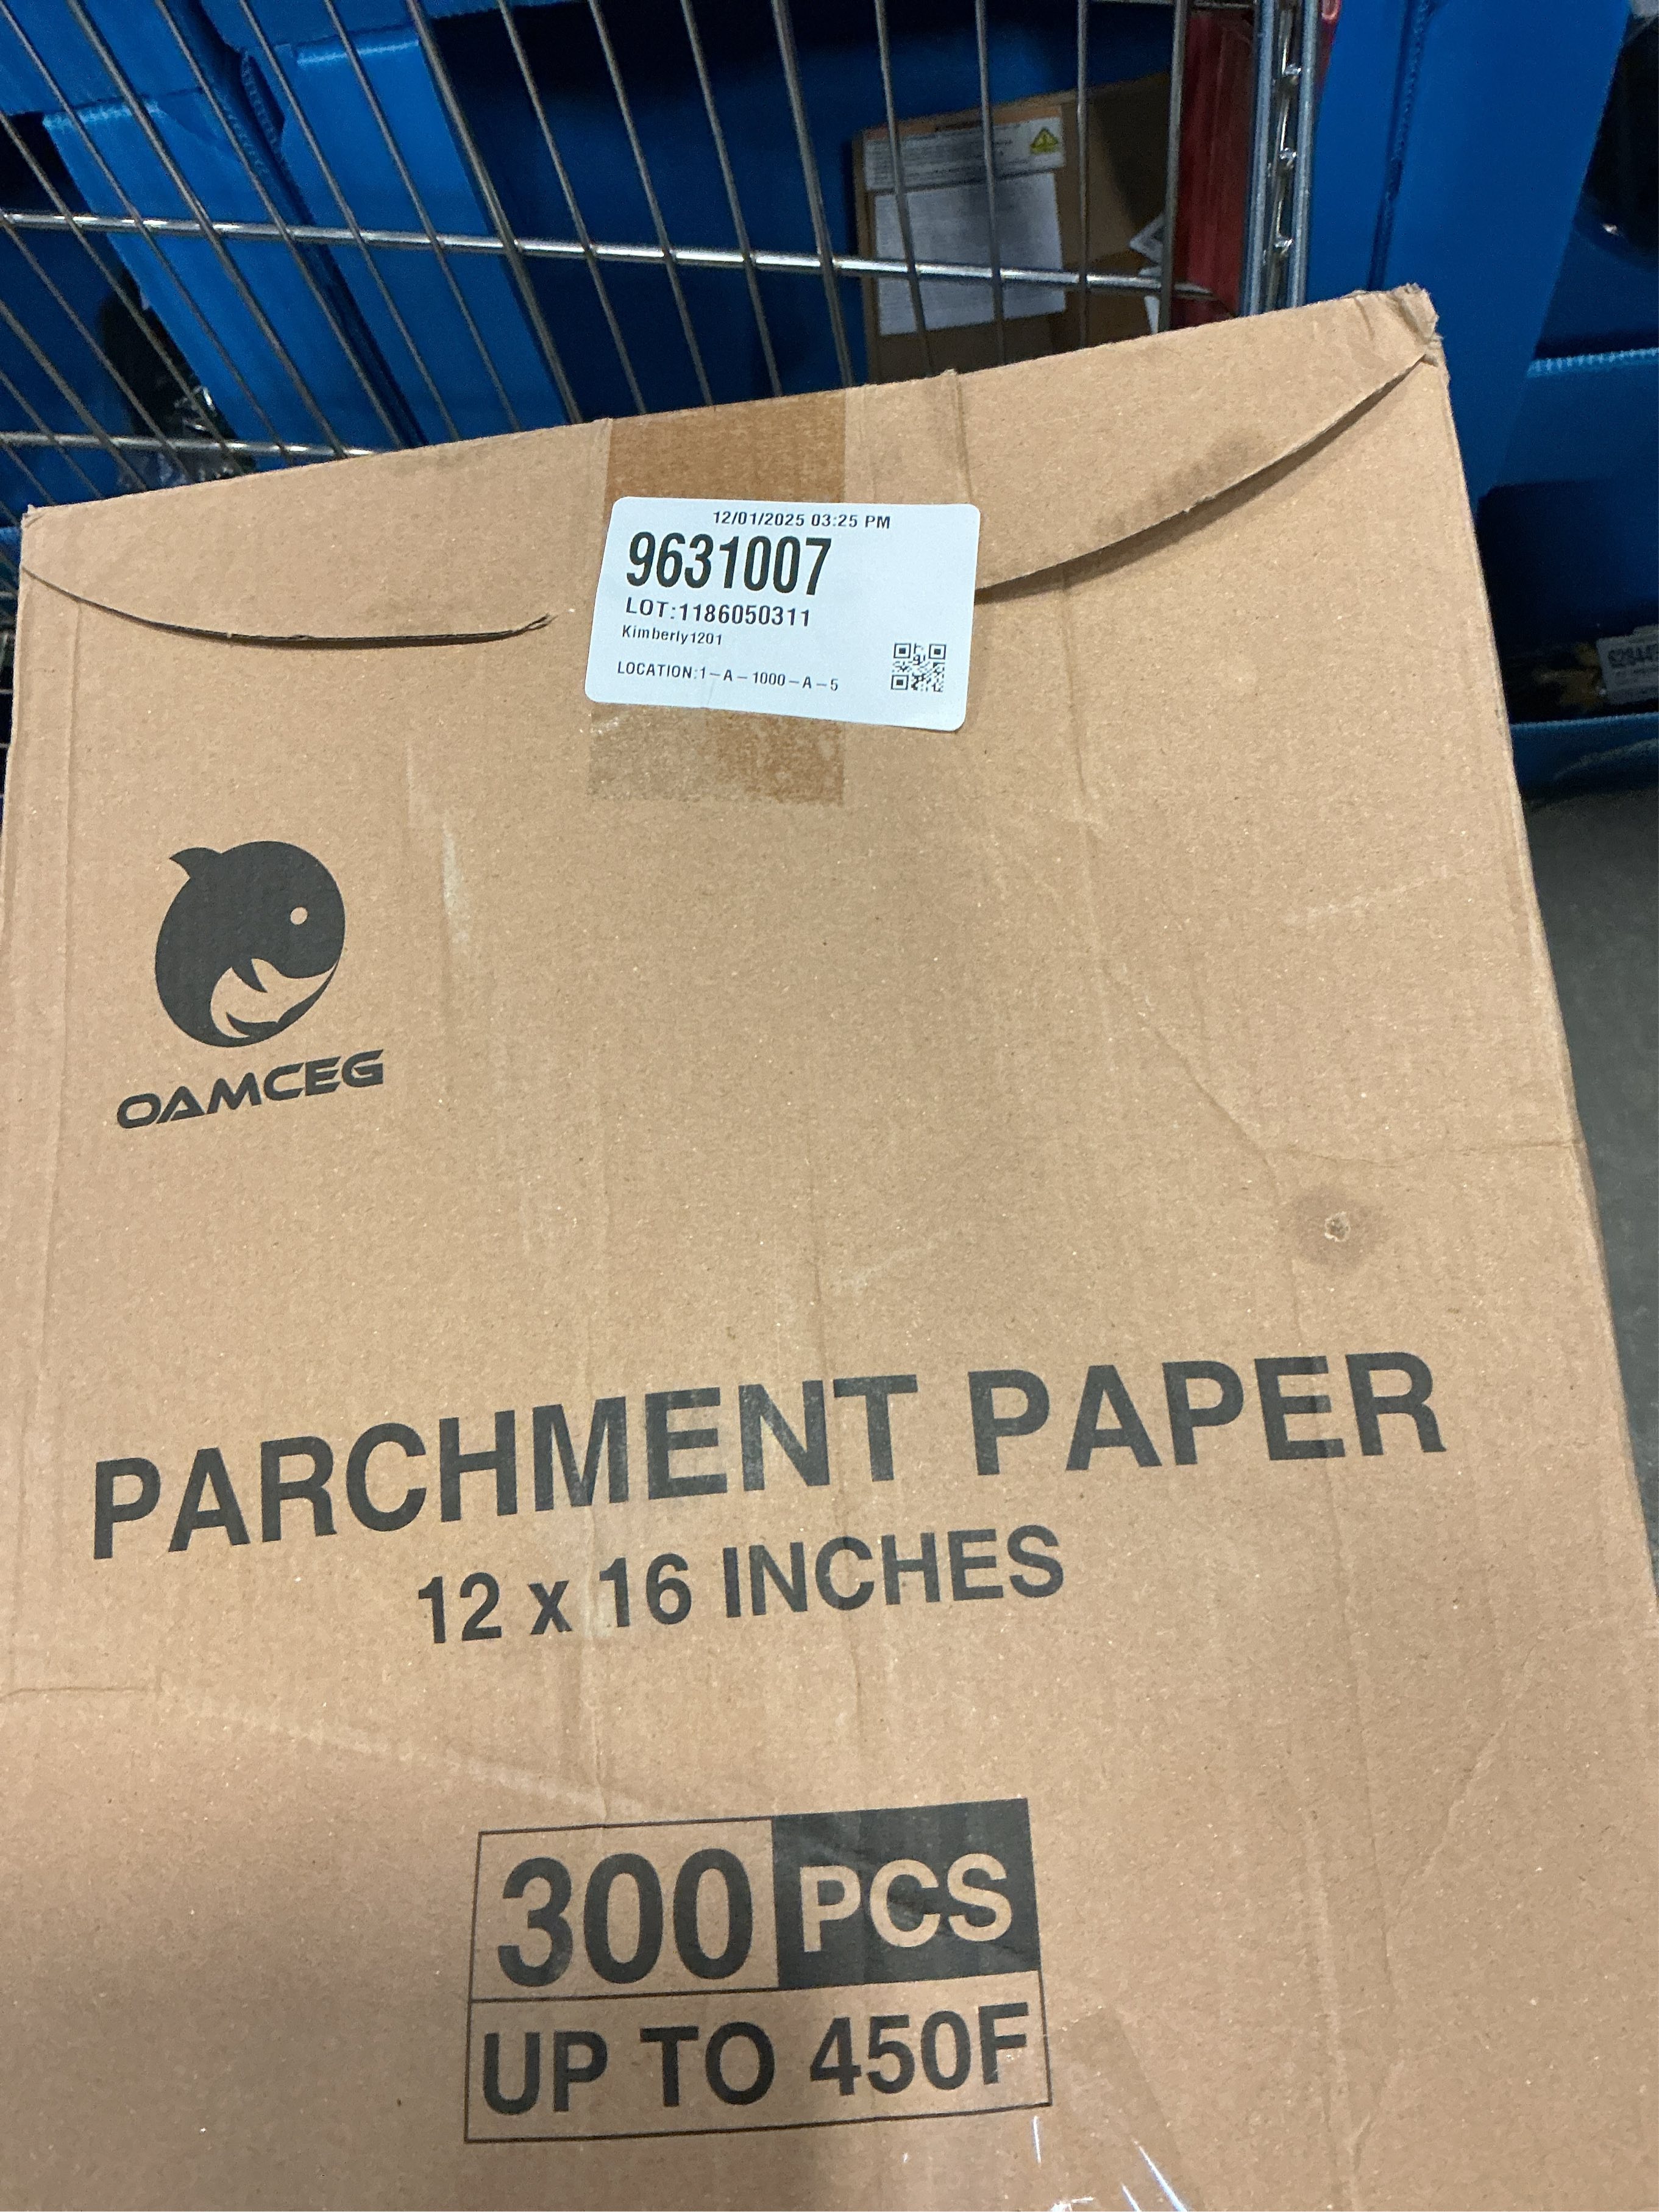 12/01/2025 03:25 PM
9631007
LOT:1186050311
Kimberly1201
LOCATION:1-A-1000-A-5
OAMCEG
PARCHMENT PAPER
12 x 16 INCHES
300 PCS
UP TO 450F